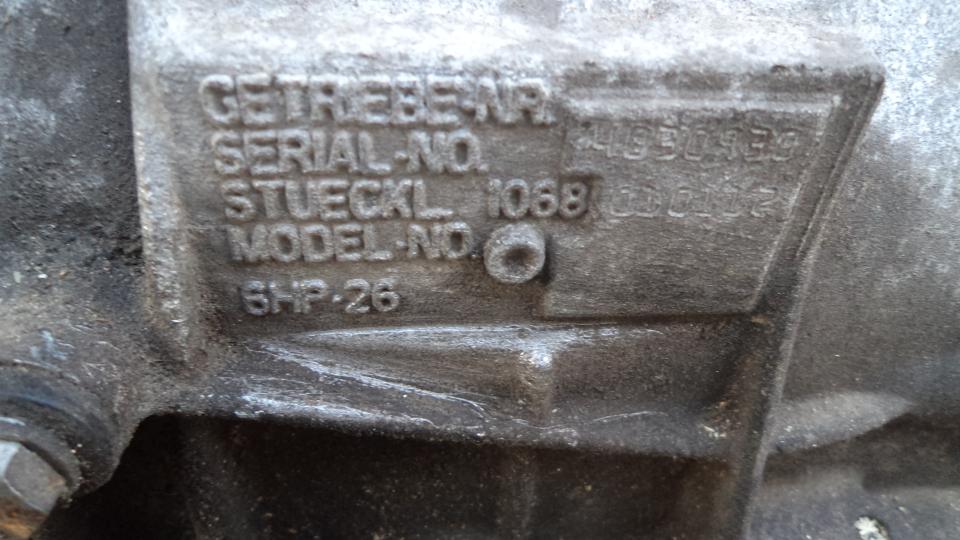 GETRIEBE-NR.
SERIAL-NO.
STUECKL. 1068
MODEL-NO.
6HP-26